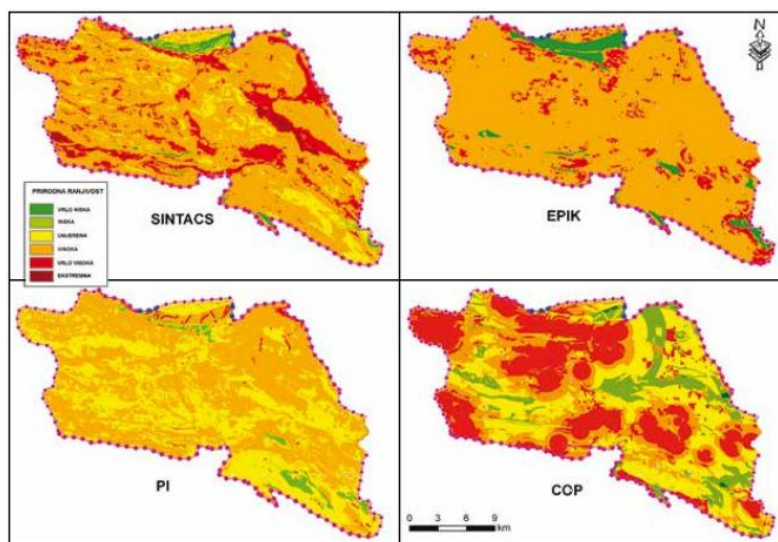 N
PRIRODNA RANJIVOST
VRLO NISKA
NISKA
UMJERENA
VISOKA
VRLO VISOKA
EKSTREMNA
SINTACS
EPIK
PI
COP
0 3 6 9
km